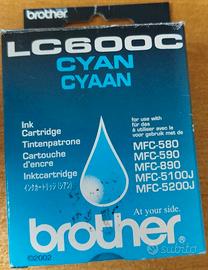 brother
LC600C
CYAN
CYAAN
Ink
Cartridge
Tintenpatrone
Cartouche
d'encre
Inktcartridge
インクカートリッジ(シアン)
for use with
für das
à utiliser avec le
voor gebruik met de
MFC-580
MFC-590
MFC-890
MFC-5100J
MFC-5200J
At your side.
brother
©2002
subito